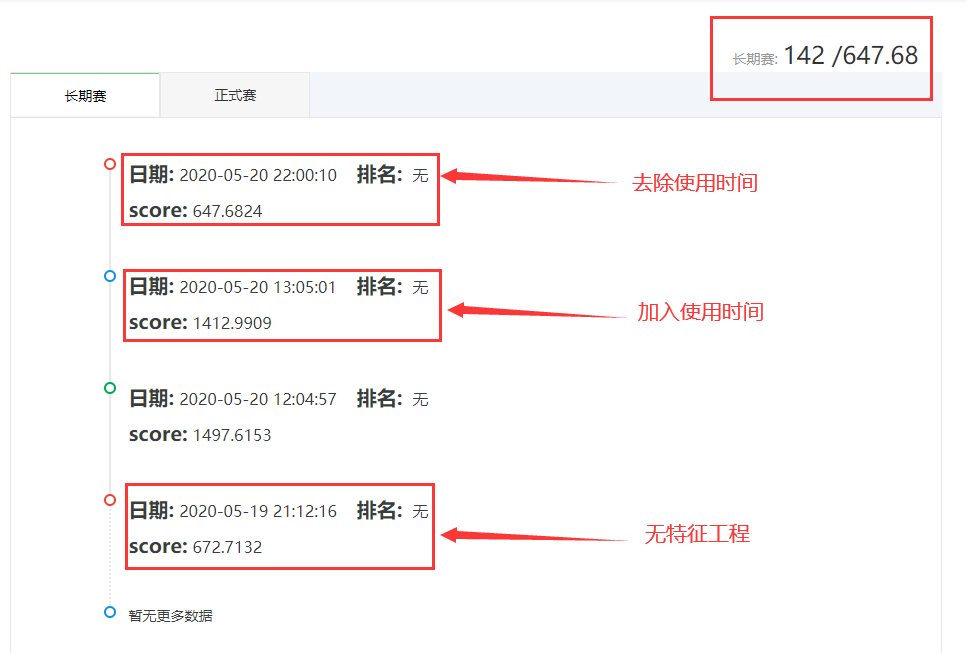 长期赛: 142 /647.68
长期赛 正式赛
日期: 2020-05-20 22:00:10 排名: 无
score: 647.6824
去除使用时间
日期: 2020-05-20 13:05:01 排名: 无
score: 1412.9909
加入使用时间
日期: 2020-05-20 12:04:57 排名: 无
score: 1497.6153
日期: 2020-05-19 21:12:16 排名: 无
score: 672.7132
无特征工程
暂无更多数据